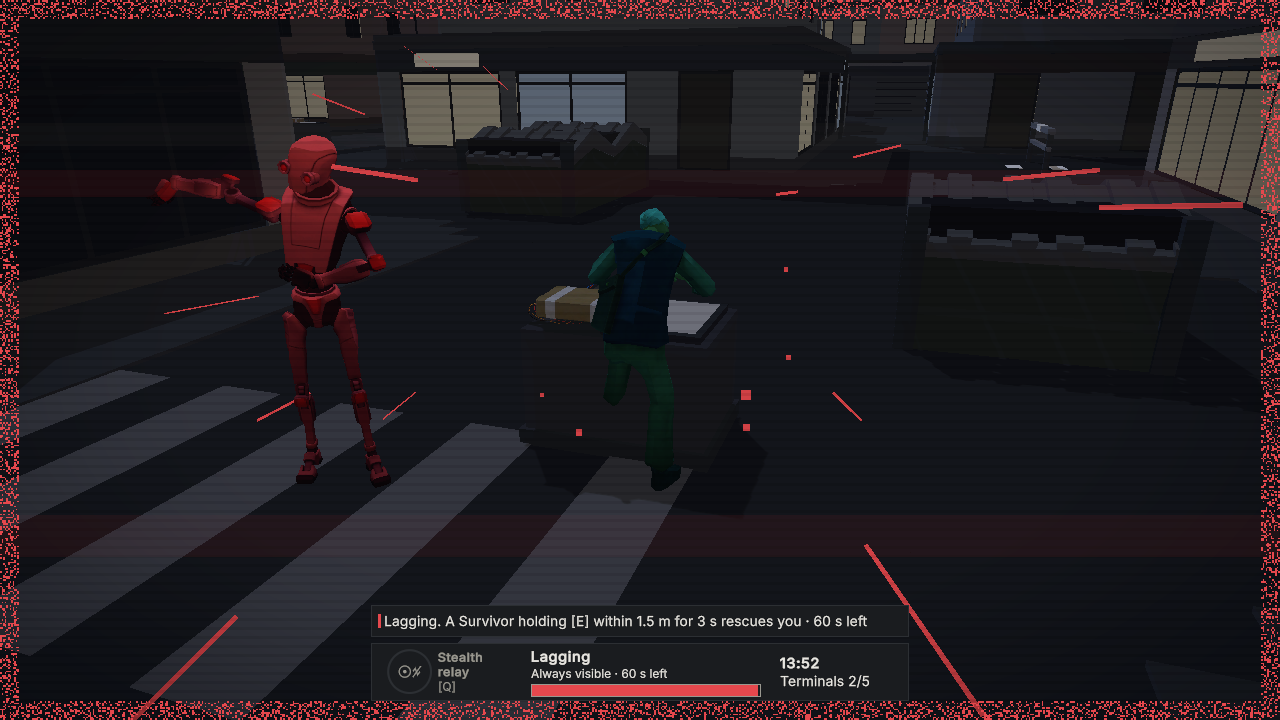 Lagging. A Survivor holding [E] within 1.5 m for 3 s rescues you · 60 s left
Stealth
relay
[Q]
Lagging
Always visible · 60 s left
13:52
Terminals 2/5